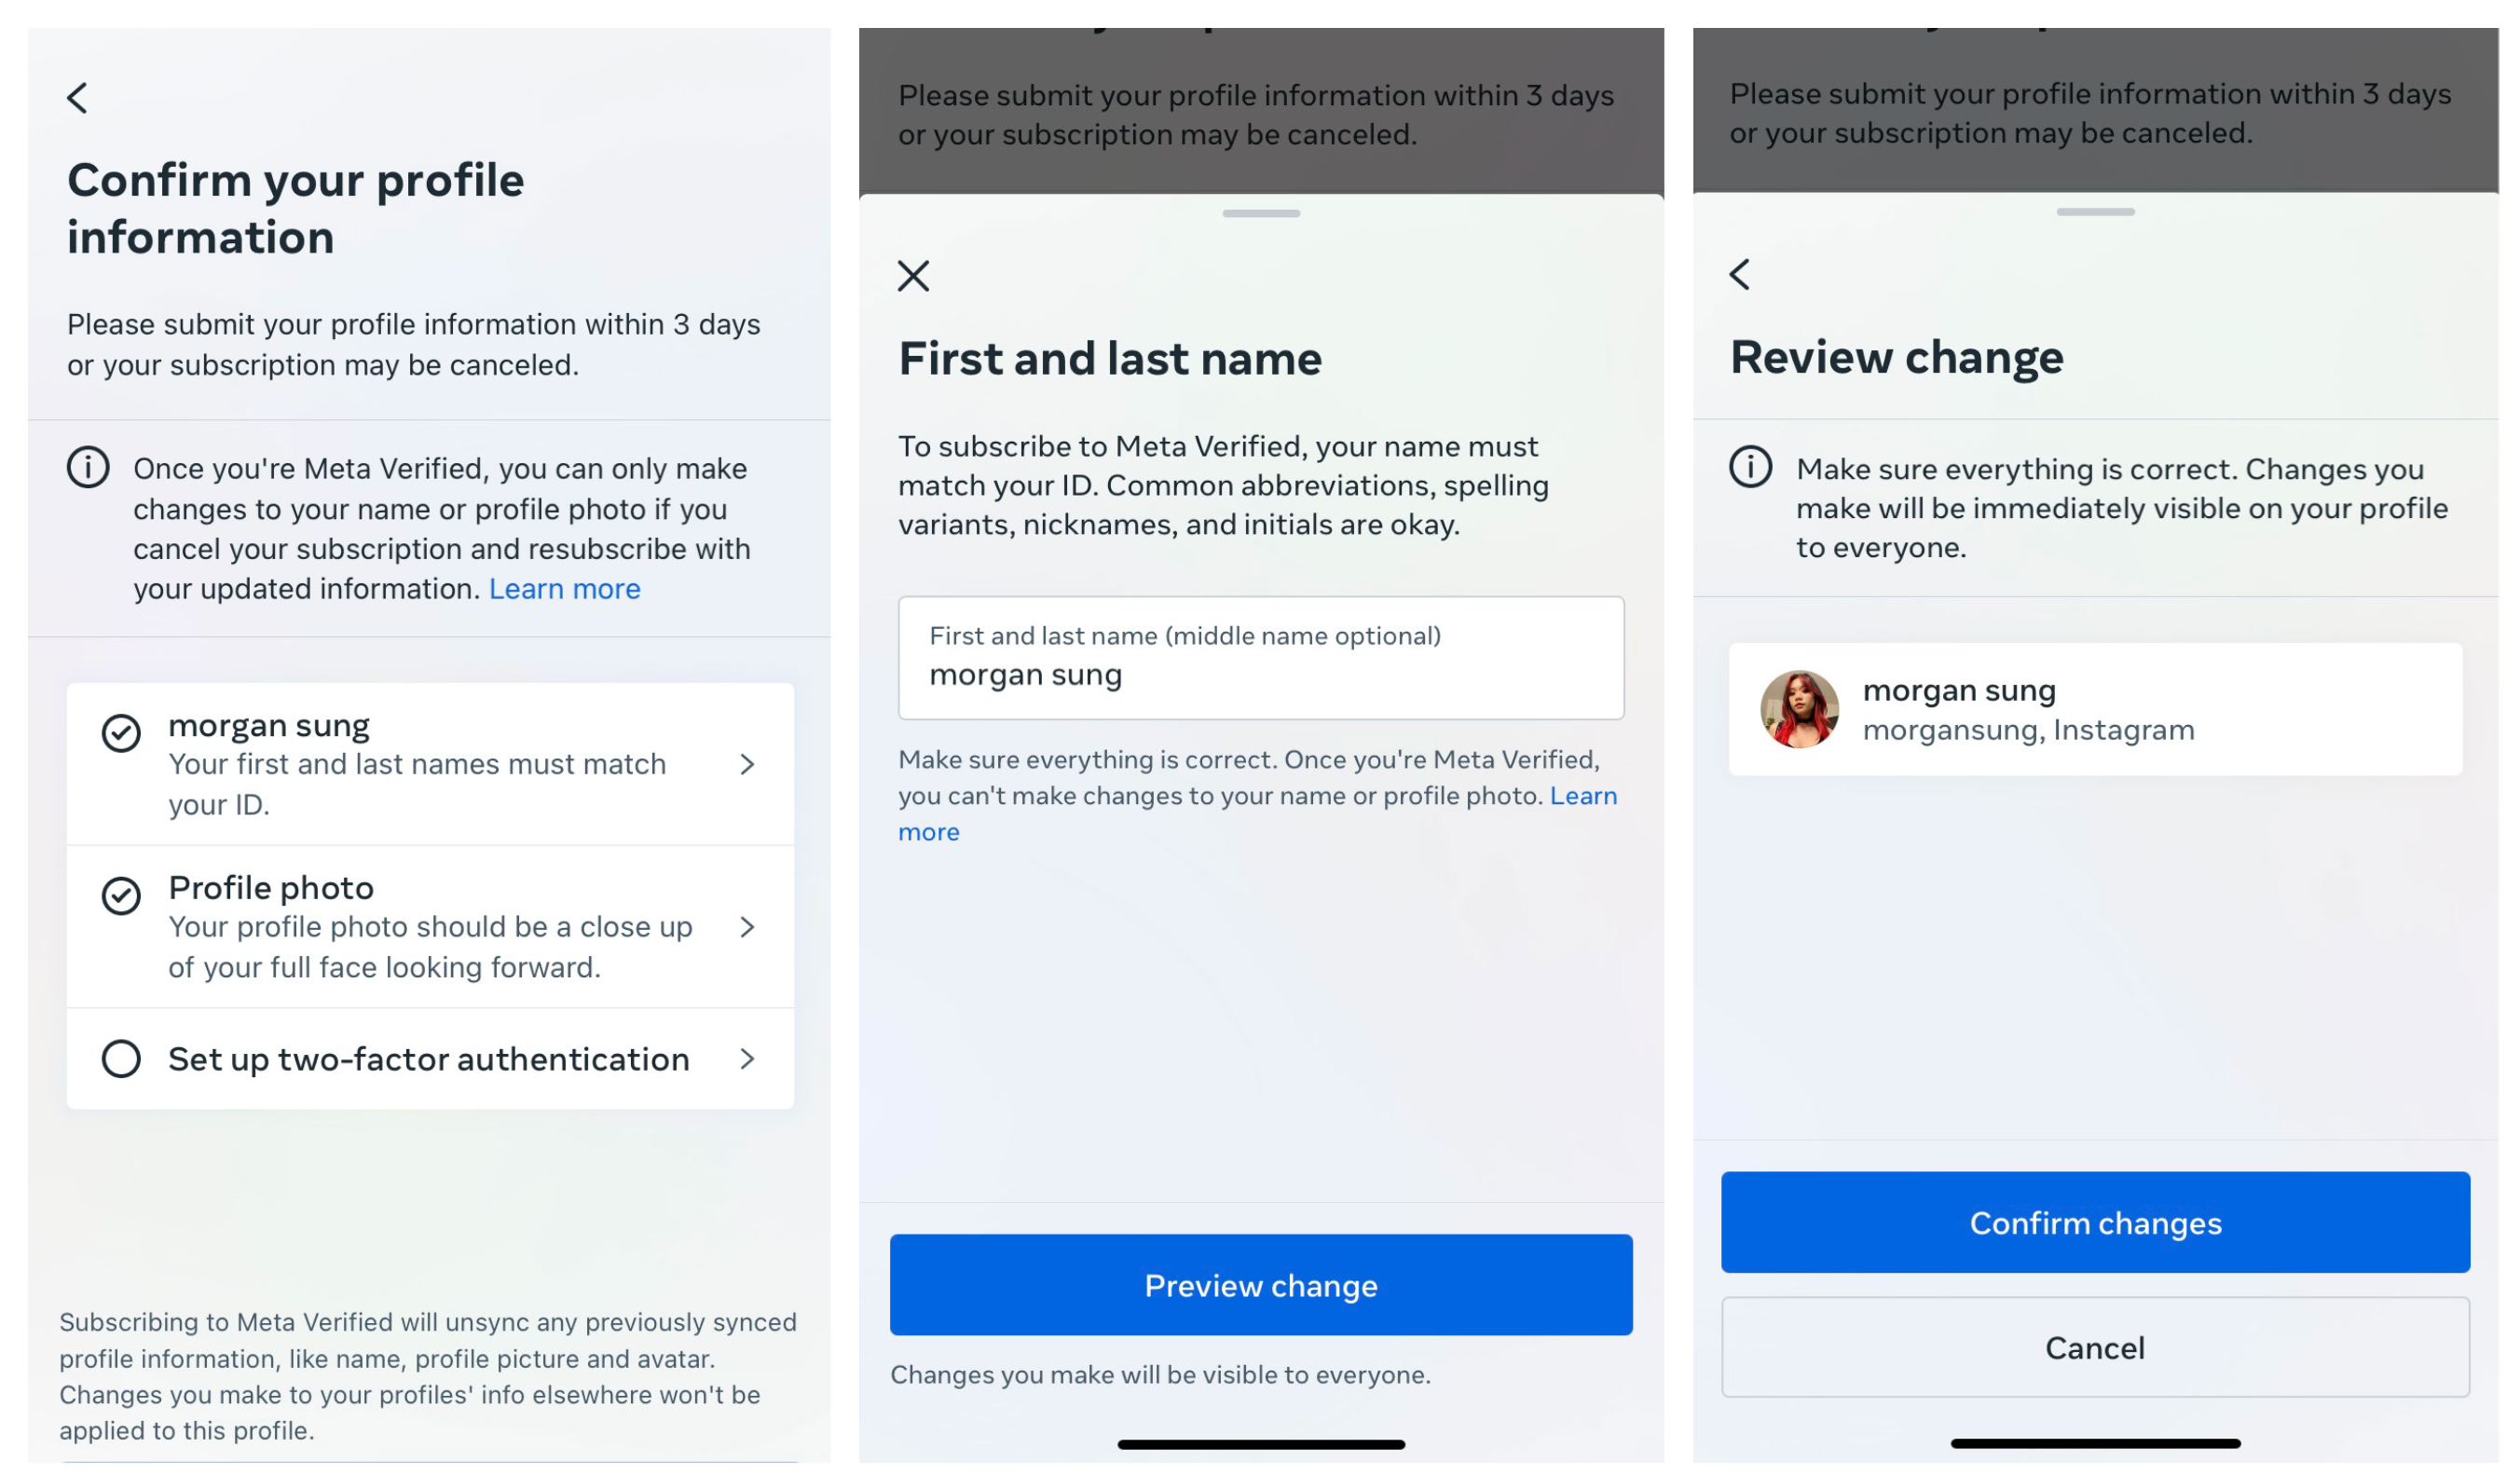 Confirm your profile
information
Please submit your profile information within 3 days
or your subscription may be canceled.
Once you're Meta Verified, you can only make
changes to your name or profile photo if you
cancel your subscription and resubscribe with
your updated information. Learn more
morgan sung
Your first and last names must match
your ID.
Profile photo
Your profile photo should be a close up
of your full face looking forward.
Set up two-factor authentication
Subscribing to Meta Verified will unsync any previously synced
profile information, like name, profile picture and avatar.
Changes you make to your profiles' info elsewhere won't be
applied to this profile.
Please submit your profile information within 3 days
or your subscription may be canceled.
First and last name
To subscribe to Meta Verified, your name must
match your ID. Common abbreviations, spelling
variants, nicknames, and initials are okay.
First and last name (middle name optional)
morgan sung
Make sure everything is correct. Once you're Meta Verified,
you can't make changes to your name or profile photo. Learn
more
Preview change
Changes you make will be visible to everyone.
Please submit your profile information within 3 days
or your subscription may be canceled.
Review change
Make sure everything is correct. Changes you
make will be immediately visible on your profile
to everyone.
morgan sung
morgansung, Instagram
Confirm changes
Cancel